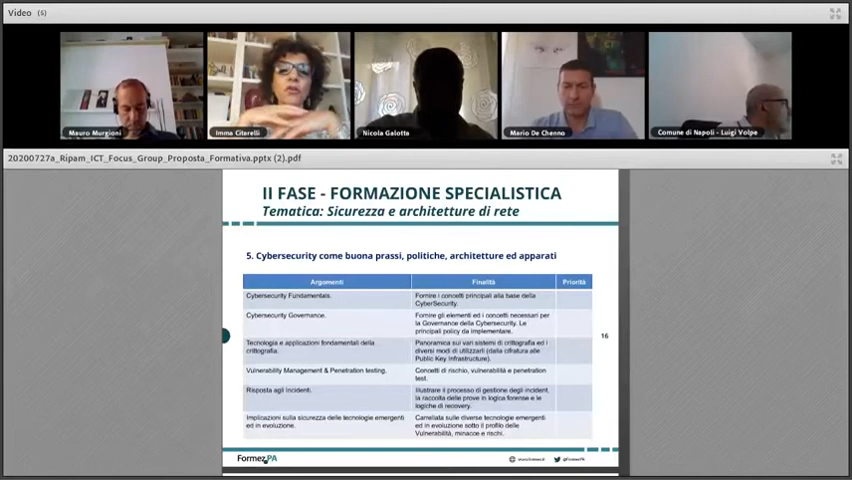 Video (5)
Mauro Murgioni
Imma Citarelli
Nicola Galotta
Mario De Chenno
Comune di Napoli - Luigi Volpe
20200727a_Ripam_ICT_Focus_Group_Proposta_Formativa.pptx (2).pdf
II FASE - FORMAZIONE SPECIALISTICA
Tematica: Sicurezza e architetture di rete
5. Cybersecurity come buona prassi, politiche, architetture ed apparati
Argomenti Finalità Priorità
Cybersecurity Fundamentals.
Fornire i concetti principali alla base della
CyberSecurity.
Cybersecurity Governance.
Fornire gli elementi ed i concetti necessari per
la Governance della Cybersecurity. Le
principali policy da implementare.
Tecnologia e applicazioni fondamentali della
crittografia.
Panoramica sui vari sistemi di crittografia ed i
diversi modi di utilizzarli (dalla cifratura alle
Public Key Infrastructure).
Vulnerability Management & Penetration testing.
Concetti di rischio, vulnerabilità e penetration
test.
Risposta agli Incidenti.
Illustrare il processo di gestione degli incident,
la raccolta delle prove in logica forense e le
logiche di recovery.
Implicazioni sulla sicurezza delle tecnologie emergenti
ed in evoluzione.
Carrellata sulle diverse tecnologie emergenti
ed in evoluzione sotto il profilo delle
Vulnerabilità, minacce e rischi.
16
FormezPA
www.formez.it
@FormezPA